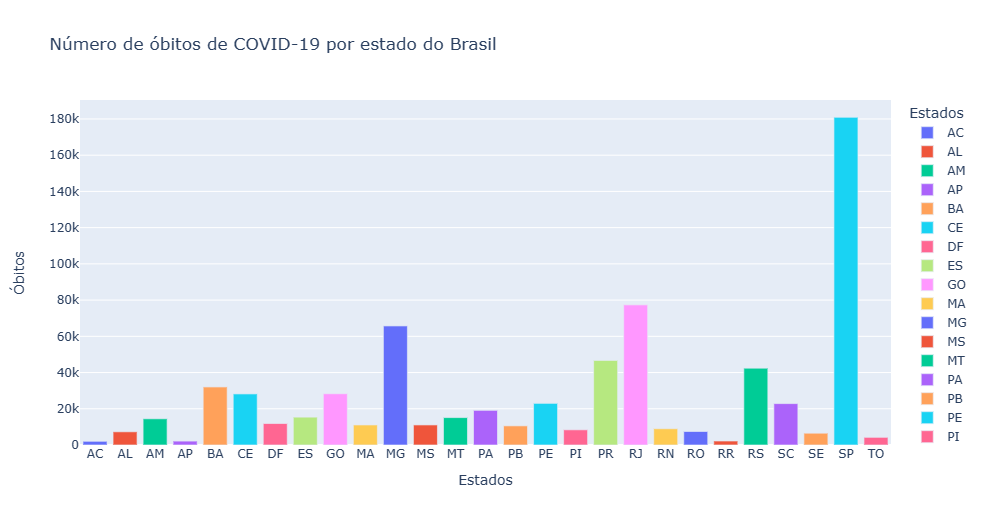 Número de óbitos de COVID-19 por estado do Brasil
Estados
180k
160k
140k
120k
100k
80k
60k
40k
20k
0
Óbitos
AC AL AM AP BA CE DF ES GO MA MG MS MT PA PB PE PI PR RJ RN RO RR RS SC SE SP TO
Estados
AC
AL
AM
AP
BA
CE
DF
ES
GO
MA
MG
MS
MT
PA
PB
PE
PI